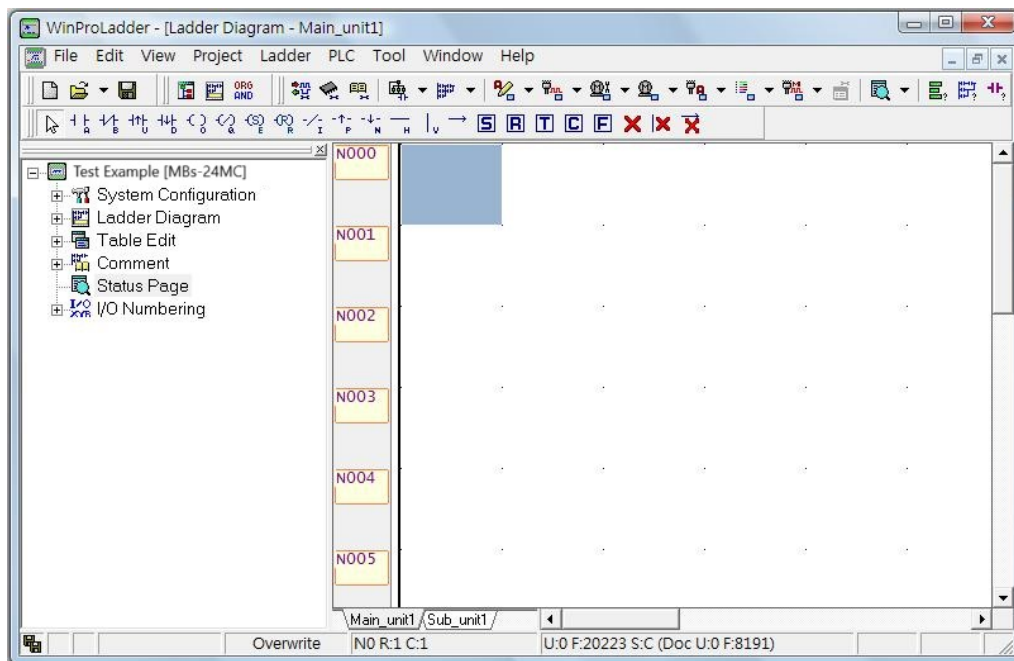 WinProLadder - [Ladder Diagram - Main_unit1]
File Edit View Project Ladder PLC Tool Window Help
ORG
AND
A B U D O Q E R I P N H V S R T C F
Test Example [MBs-24MC]
System Configuration
Ladder Diagram
Table Edit
Comment
Status Page
I/O Numbering
N000
N001
N002
N003
N004
N005
Main_unit1 Sub_unit1
Overwrite N0 R:1 C:1 U:0 F:20223 S:C (Doc U:0 F:8191)